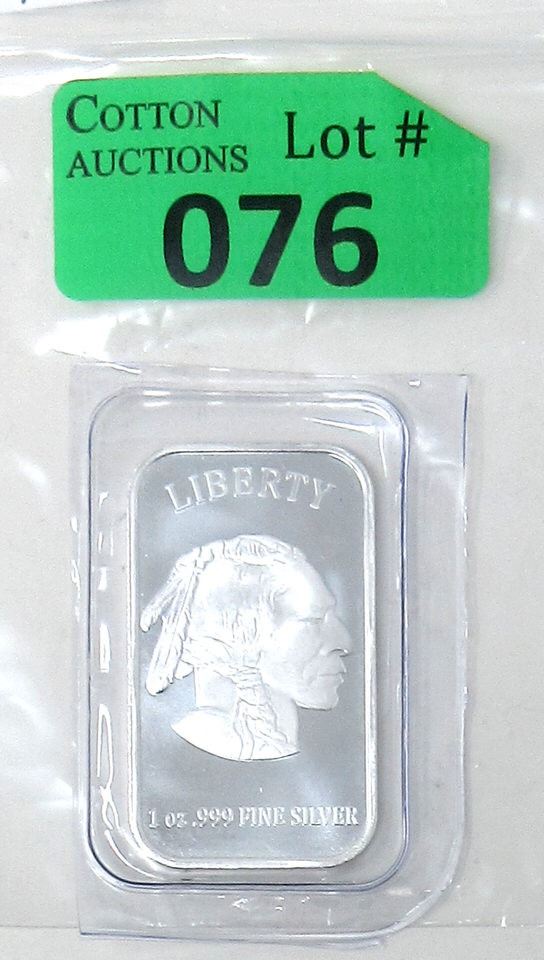 COTTON
AUCTIONS
Lot #
076
LIBERTY
1 oz .999 FINE SILVER